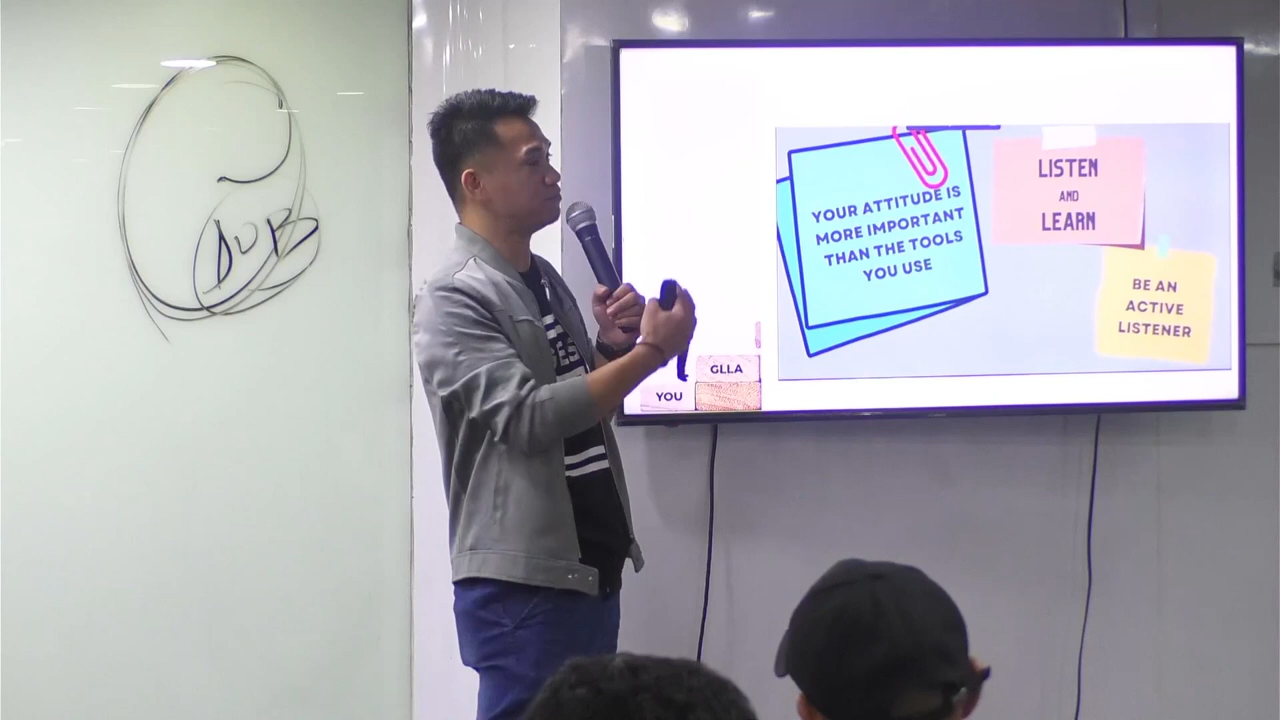 DUB
YOUR ATTITUDE IS
MORE IMPORTANT
THAN THE TOOLS
YOU USE
LISTEN
AND
LEARN
BE AN
ACTIVE
LISTENER
GLLA
YOU